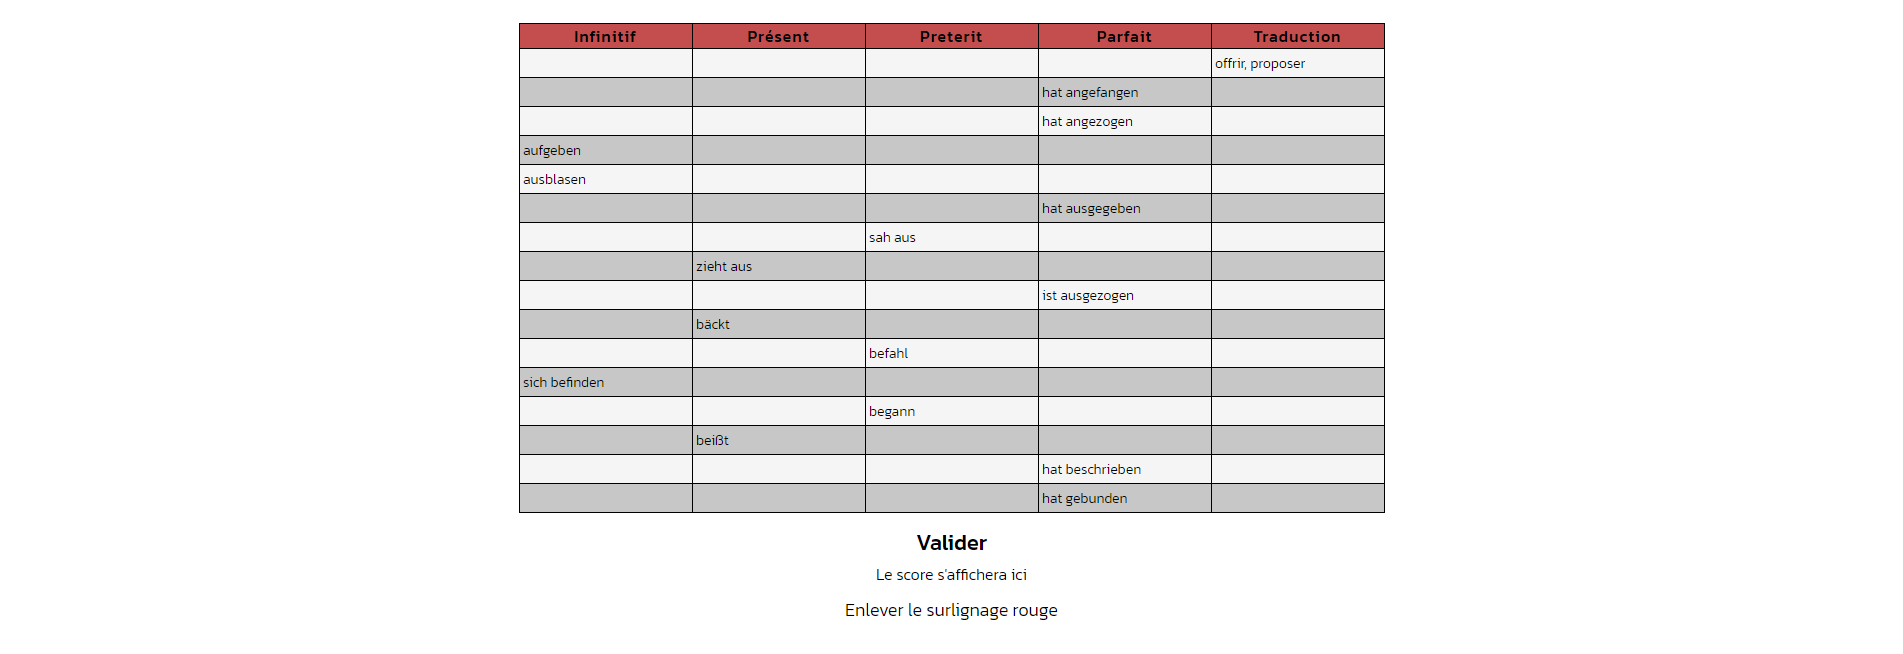 Infinitif Présent Preterit Parfait Traduction
offrir, proposer
hat angefangen
hat angezogen
aufgeben
ausblasen
hat ausgegeben
sah aus
zieht aus
ist ausgezogen
bäckt
befahl
sich befinden
begann
beißt
hat beschrieben
hat gebunden
Valider
Le score s'affichera ici
Enlever le surlignage rouge